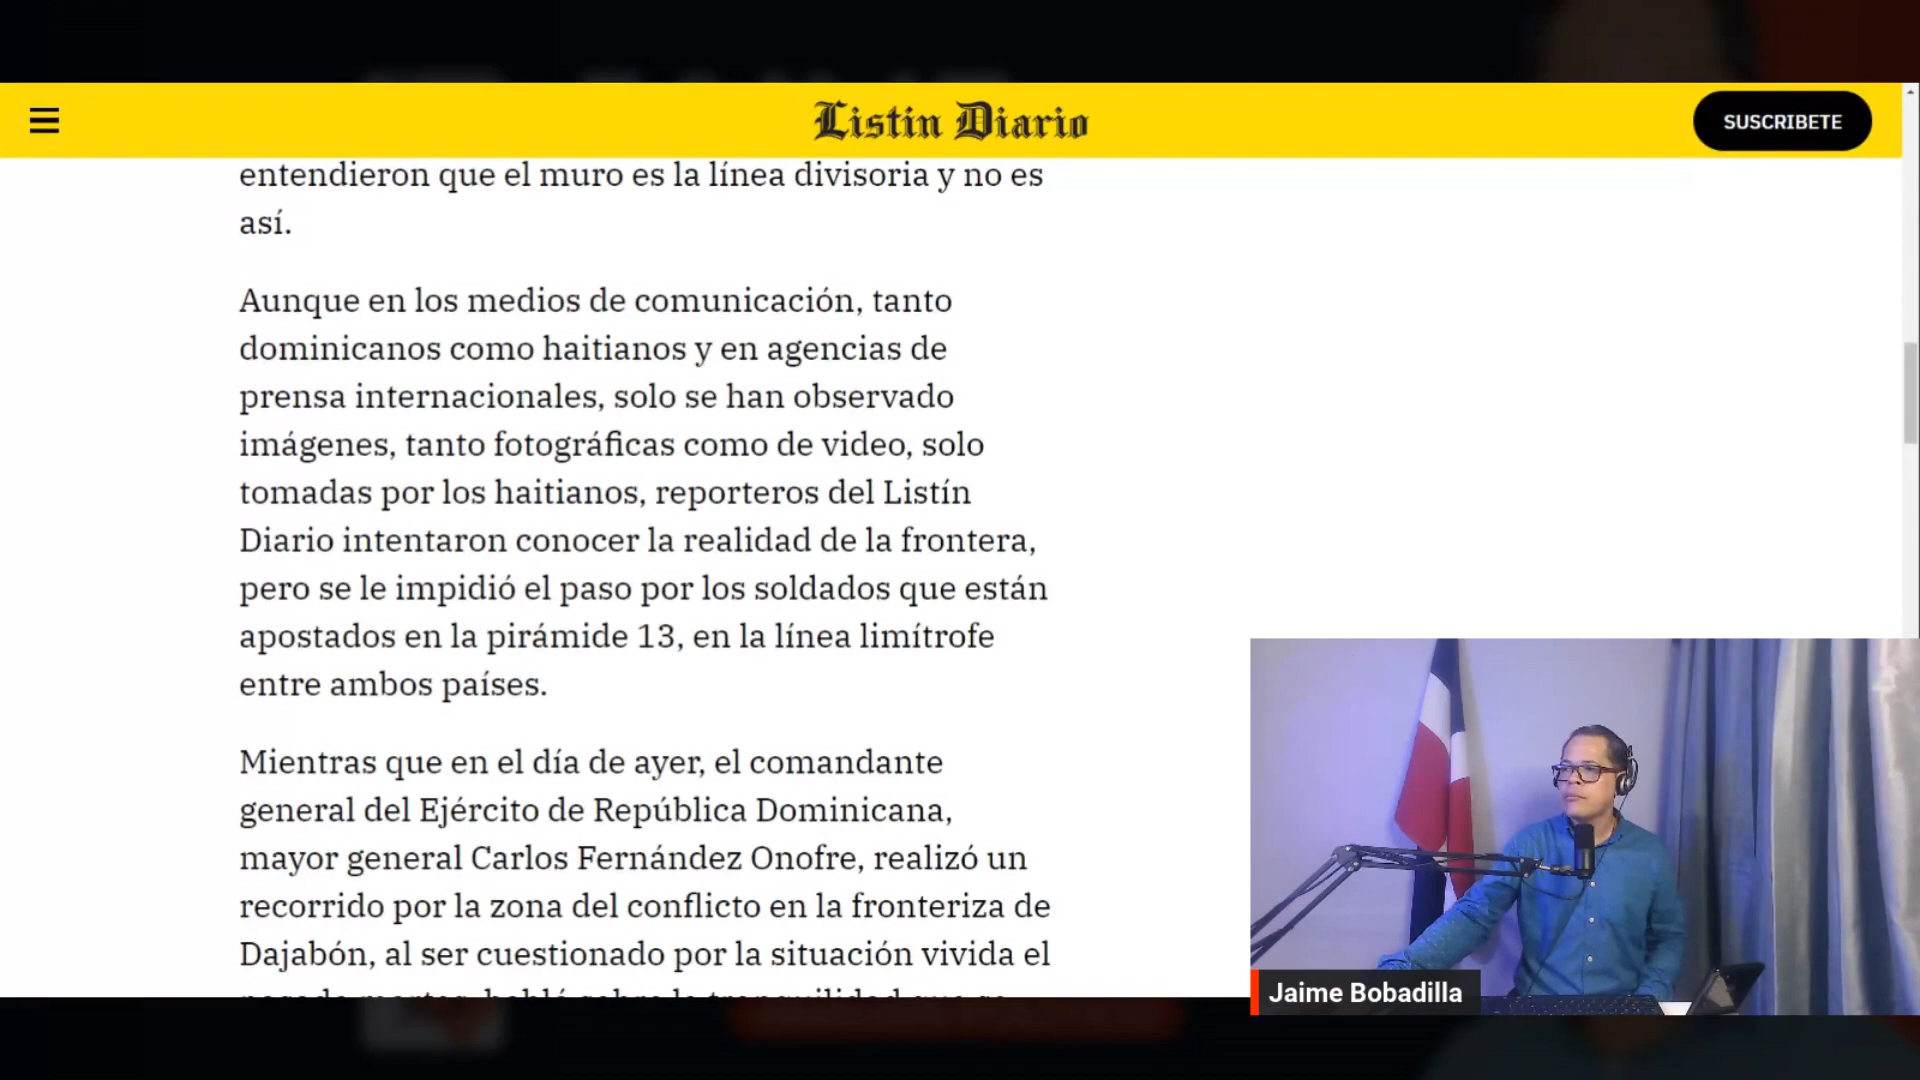 Listin Diario
SUSCRIBETE
entendieron que el muro es la línea divisoria y no es
así.
Aunque en los medios de comunicación, tanto
dominicanos como haitianos y en agencias de
prensa internacionales, solo se han observado
imágenes, tanto fotográficas como de video, solo
tomadas por los haitianos, reporteros del Listín
Diario intentaron conocer la realidad de la frontera,
pero se le impidió el paso por los soldados que están
apostados en la pirámide 13, en la línea limítrofe
entre ambos países.
Mientras que en el día de ayer, el comandante
general del Ejército de República Dominicana,
mayor general Carlos Fernández Onofre, realizó un
recorrido por la zona del conflicto en la fronteriza de
Dajabón, al ser cuestionado por la situación vivida el
Jaime Bobadilla